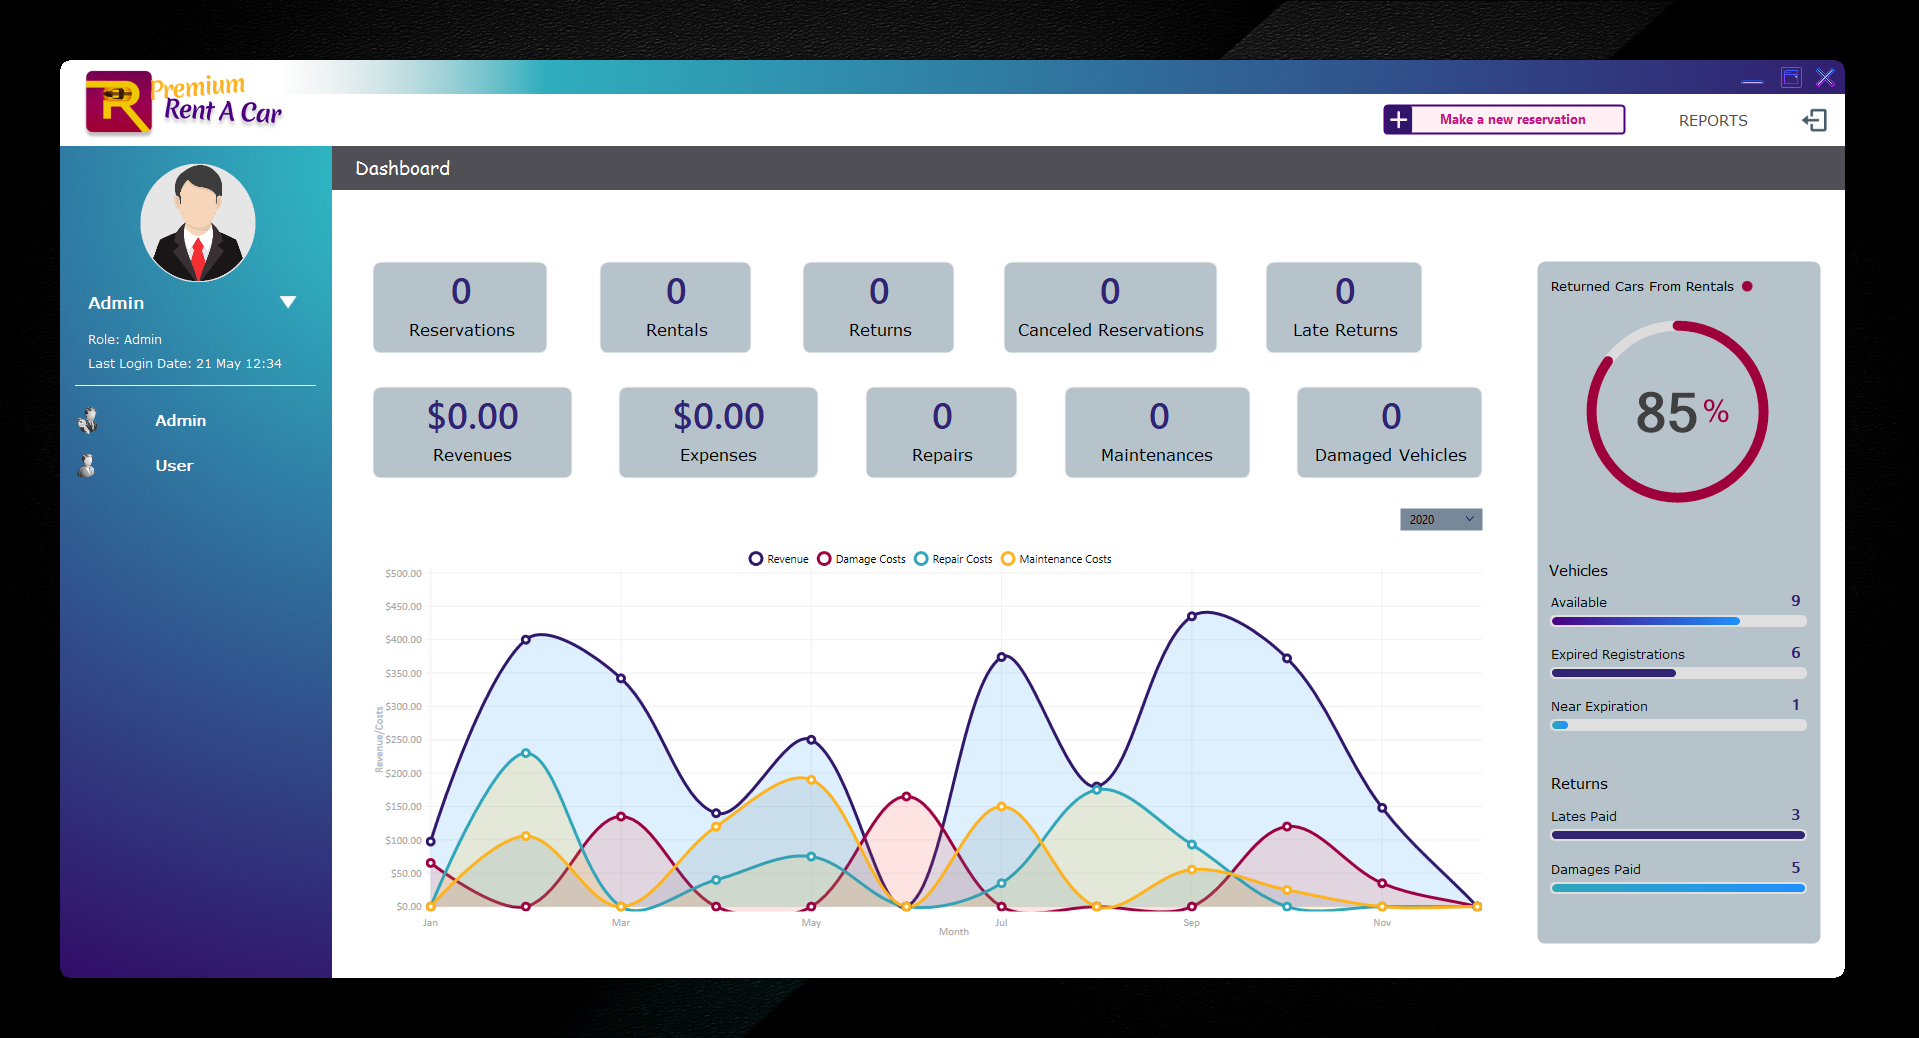 Premium
Rent A Car
Make a new reservation
REPORTS
Dashboard
Admin
Role: Admin
Last Login Date: 21 May 12:34
Admin
User
0
Reservations
0
Rentals
0
Returns
0
Canceled Reservations
0
Late Returns
$0.00
Revenues
$0.00
Expenses
0
Repairs
0
Maintenances
0
Damaged Vehicles
2020
Revenue Damage Costs Repair Costs Maintenance Costs
$500.00
$450.00
$400.00
$350.00
$300.00
$250.00
$200.00
$150.00
$100.00
$50.00
$0.00
Revenue/Costs
Jan Mar May Jul Sep Nov
Month
Returned Cars From Rentals
85 %
Vehicles
Available 9
Expired Registrations 6
Near Expiration 1
Returns
Lates Paid 3
Damages Paid 5